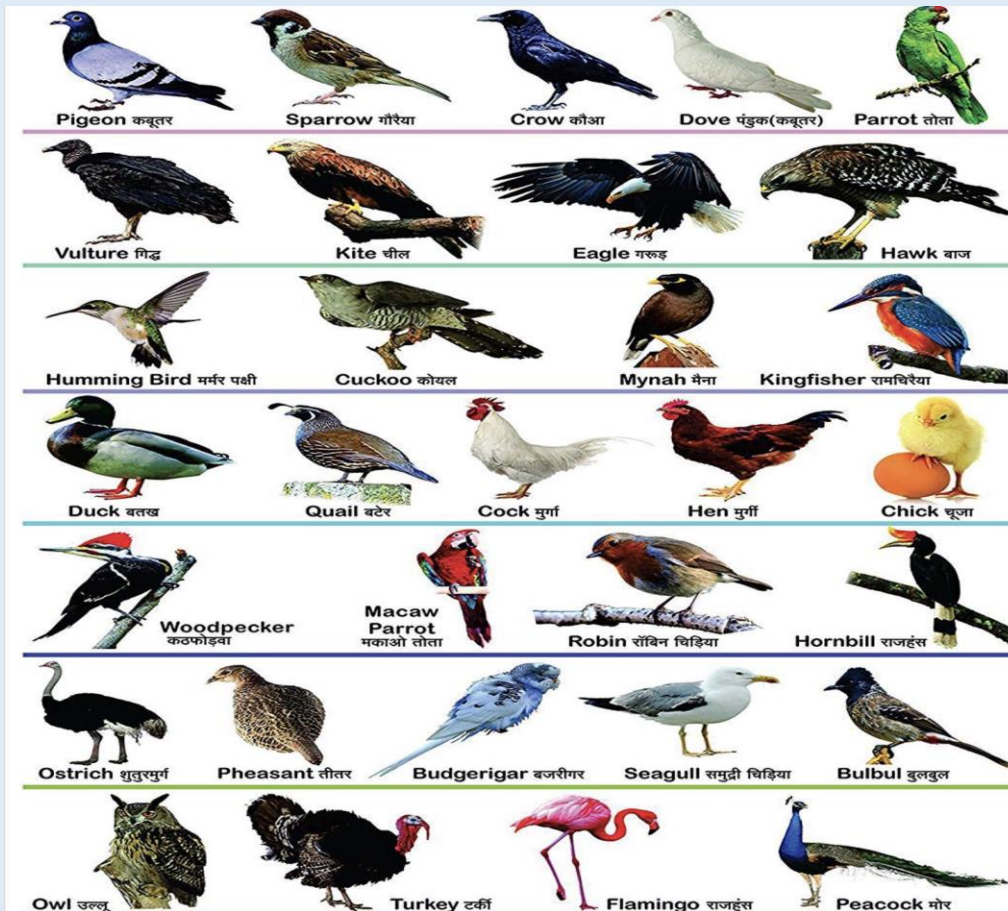 Pigeon कबूतर Sparrow गौरैया Crow कौआ Dove पंडुक(कबूतर) Parrot तोता
Vulture गिद्ध Kite चील Eagle गरूड़ Hawk बाज
Humming Bird मर्मर पक्षी Cuckoo कोयल Mynah मैना Kingfisher रामचिरैया
Duck बतख Quail बटेर Cock मुर्गा Hen मुर्गी Chick चूजा
Woodpecker
कठफोड़वा
Macaw
Parrot
मकाओ तोता
Robin रॉबिन चिड़िया Hornbill राजहंस
Ostrich शुतुरमुर्ग Pheasant तीतर Budgerigar बजरीगर Seagull समुद्री चिड़िया Bulbul बुलबुल
Owl उल्लू Turkey टर्की Flamingo राजहंस Peacock मोर